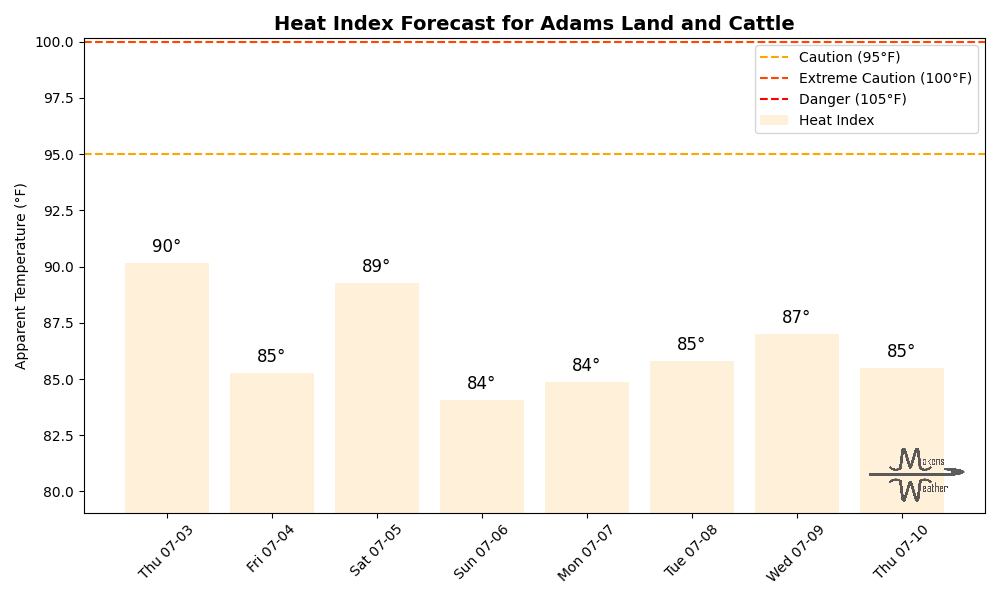 Heat Index Forecast for Adams Land and Cattle
Apparent Temperature (°F)
100.0
97.5
95.0
92.5
90.0
87.5
85.0
82.5
80.0
Caution (95°F)
Extreme Caution (100°F)
Danger (105°F)
Heat Index
90°
85°
89°
84°
84°
85°
87°
85°
Thu 07-03
Fri 07-04
Sat 07-05
Sun 07-06
Mon 07-07
Tue 07-08
Wed 07-09
Thu 07-10